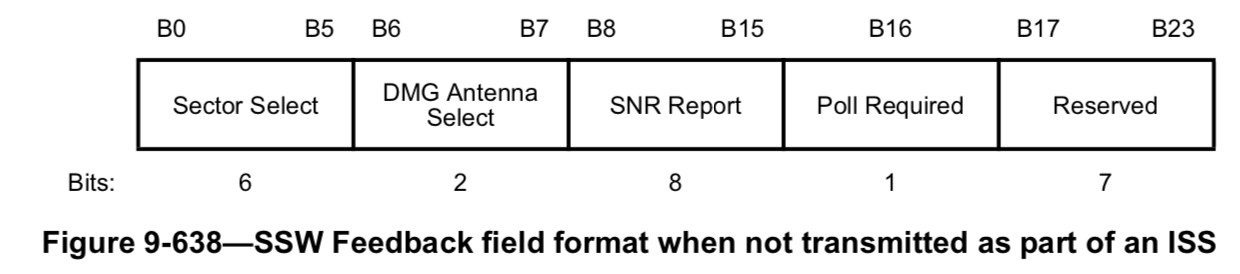 B0 B5 B6 B7 B8 B15 B16 B17 B23
Sector Select DMG Antenna Select SNR Report Poll Required Reserved
Bits: 6 2 8 1 7
Figure 9-638—SSW Feedback field format when not transmitted as part of an ISS